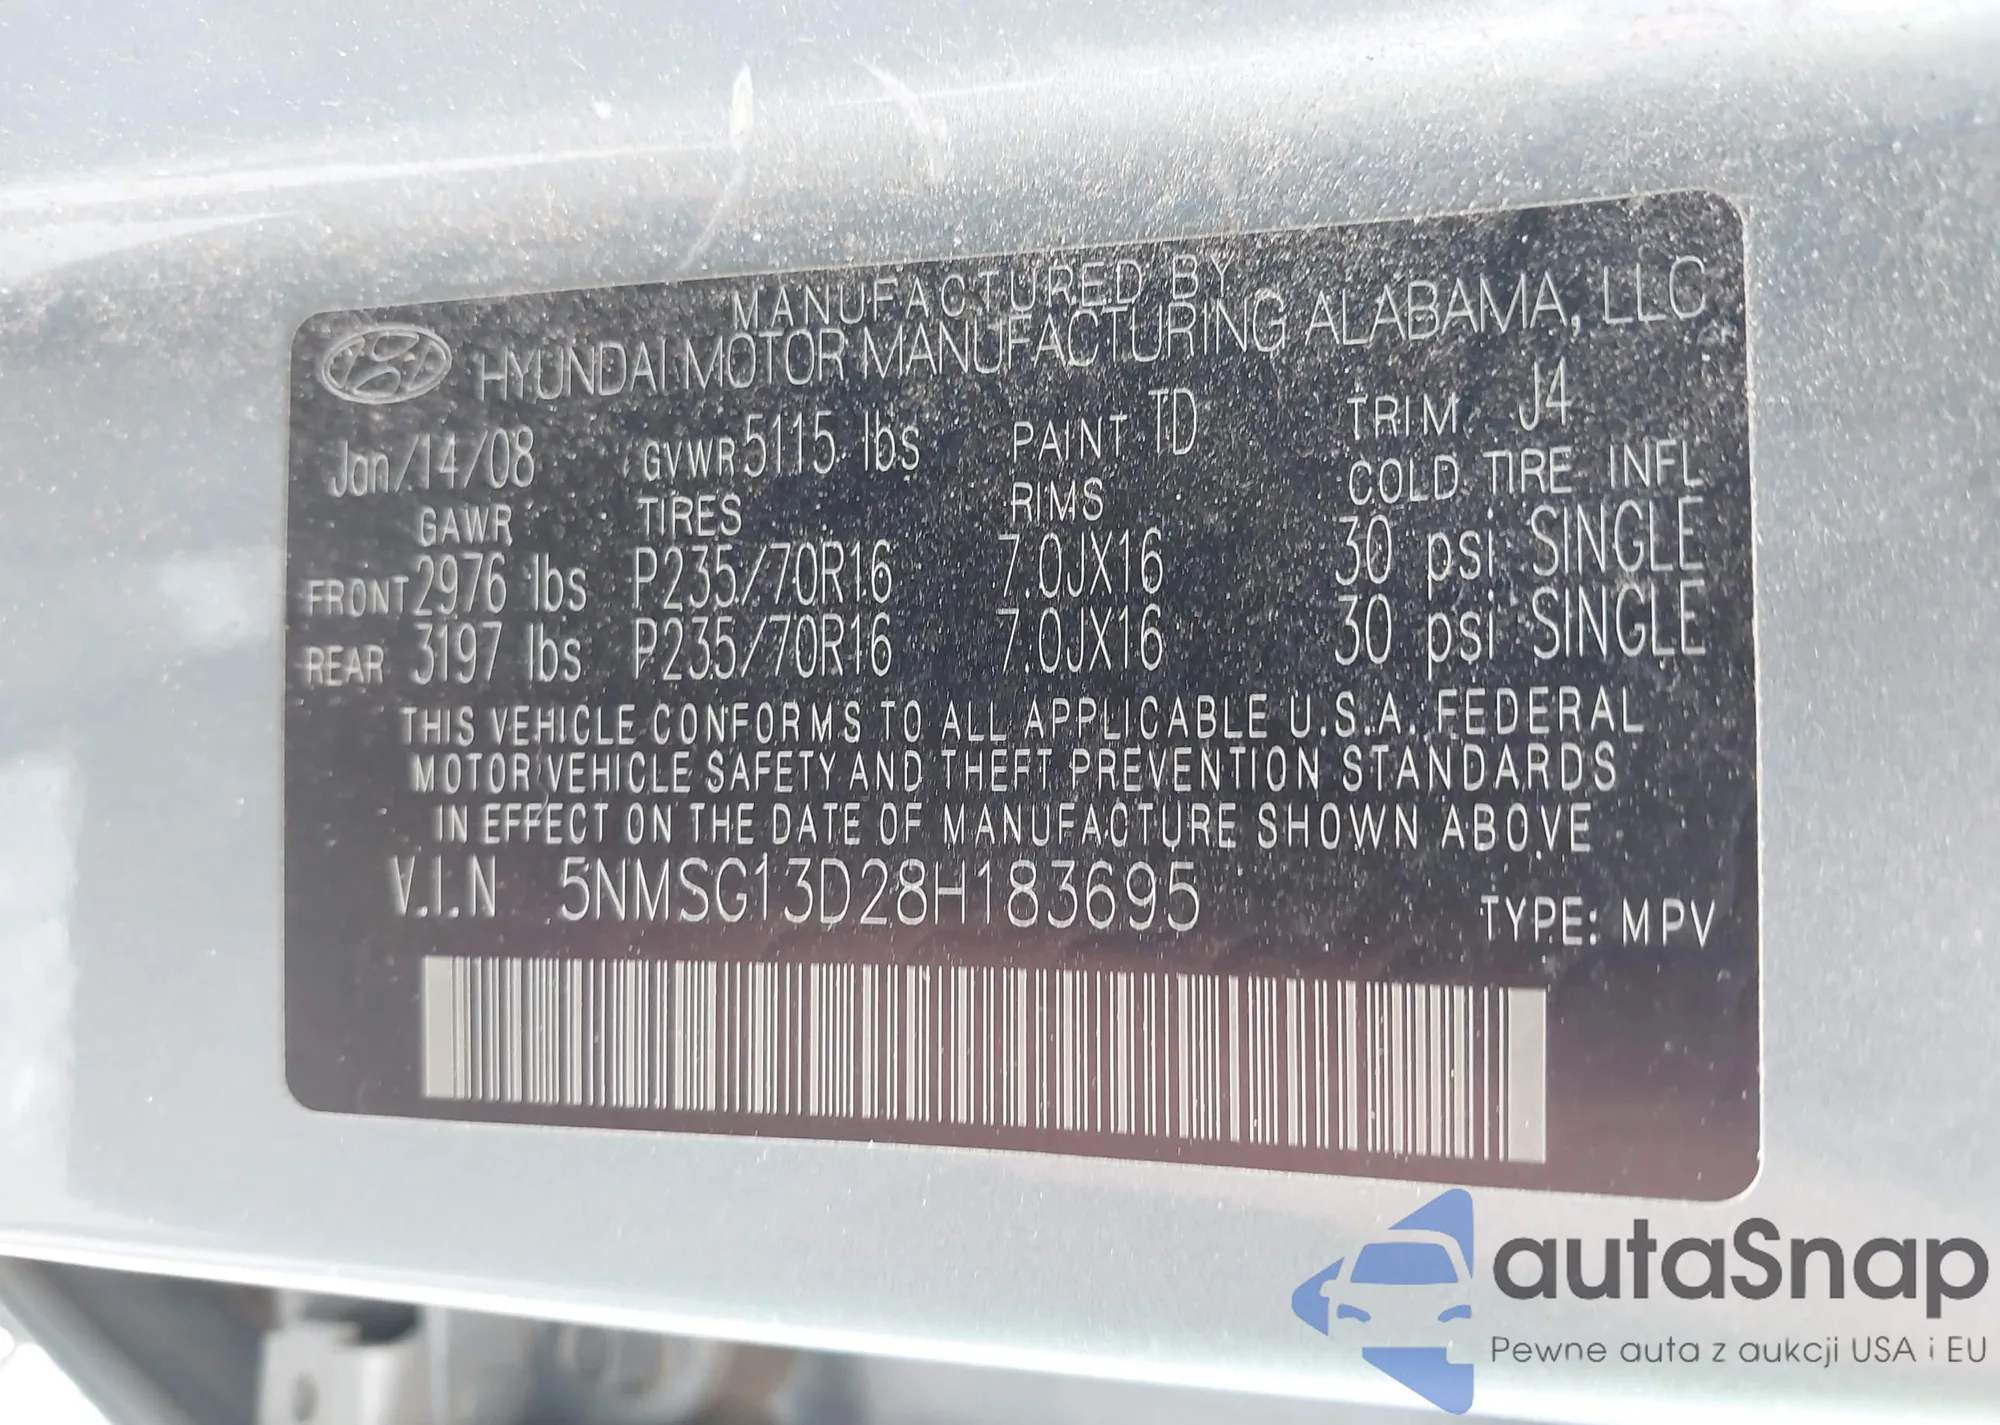 MANUFACTURED BY
HYUNDAI MOTOR MANUFACTURING ALABAMA, LLC
Jan/14/08 GVWR 5115 lbs PAINT TD TRIM J4
GAWR TIRES RIMS COLD TIRE INFL
FRONT 2976 lbs P235/70R16 7.0JX16 30 psi SINGLE
REAR 3197 lbs P235/70R16 7.0JX16 30 psi SINGLE
THIS VEHICLE CONFORMS TO ALL APPLICABLE U.S.A. FEDERAL
MOTOR VEHICLE SAFETY AND THEFT PREVENTION STANDARDS
IN EFFECT ON THE DATE OF MANUFACTURE SHOWN ABOVE
V.I.N 5NMSG13D28H183695 TYPE: MPV
autaSnap
Pewne auta z aukcji USA i EU